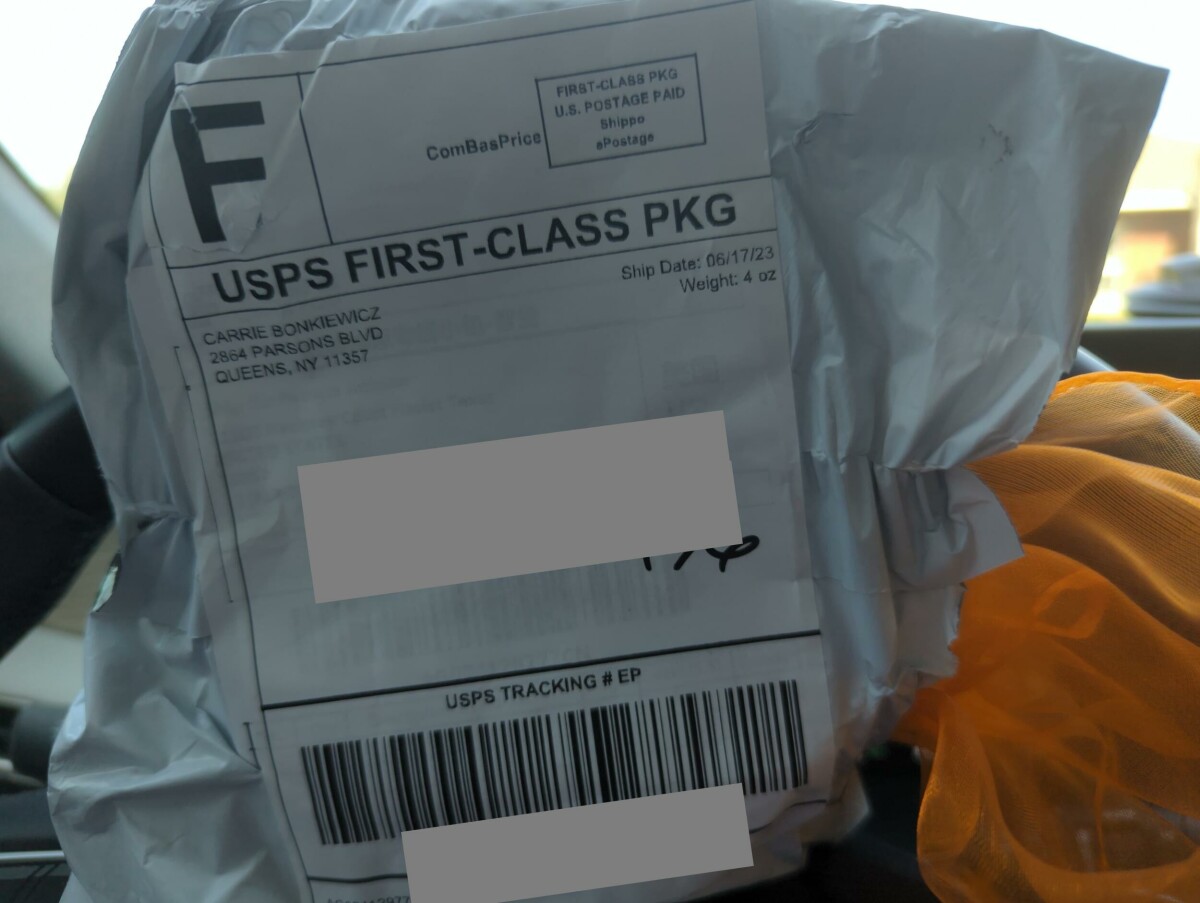 F
FIRST-CLASS PKG
U.S. POSTAGE PAID
Shippo
ePostage
ComBasPrice
USPS FIRST-CLASS PKG
Ship Date: 06/17/23
Weight: 4 oz
CARRIE BONKIEWICZ
2864 PARSONS BLVD
QUEENS, NY 11357
USPS TRACKING # EP